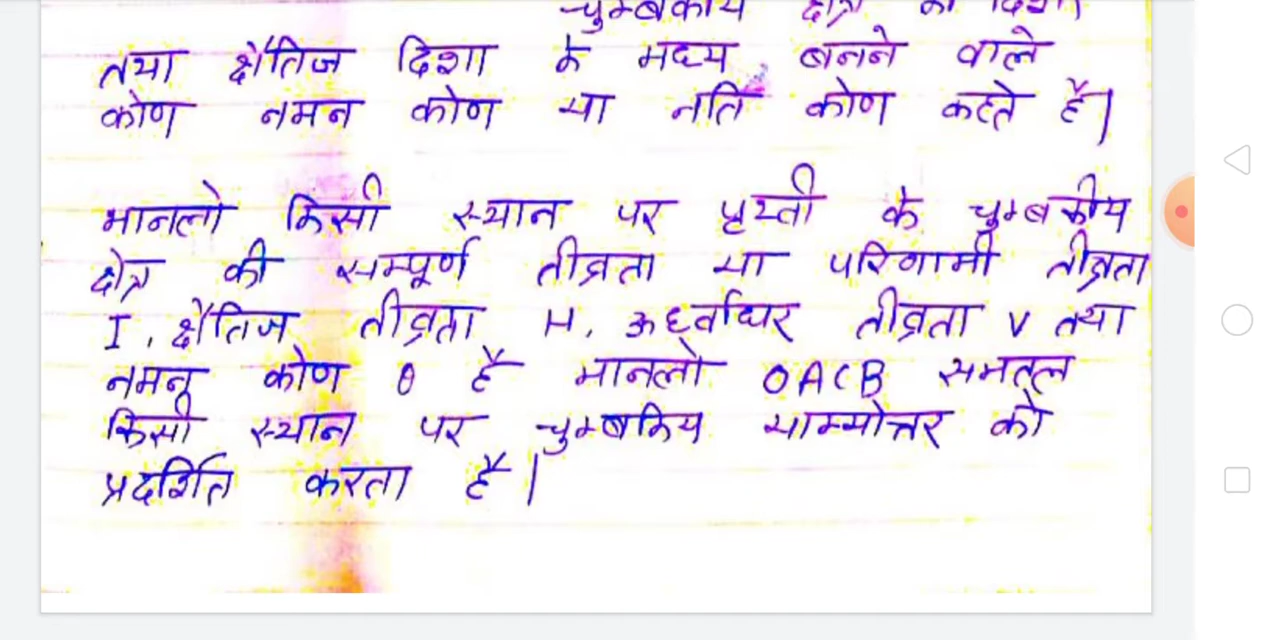 चुम्बकीय क्षेत्र की दिशा
तथा क्षैतिज दिशा के मध्य बनने वाले
कोण नमन कोण या नति कोण कहते हैं।
मानलो किसी स्थान पर पृथ्वी के चुम्बकीय
क्षेत्र की सम्पूर्ण तीव्रता या परिणामी तीव्रता
I, क्षैतिज तीव्रता H, ऊर्ध्वाधर तीव्रता V तथा
नमन कोण θ है मानलो OACB समतल
किसी स्थान पर चुम्बकिय याम्योत्तर को
प्रदर्शित करता है।